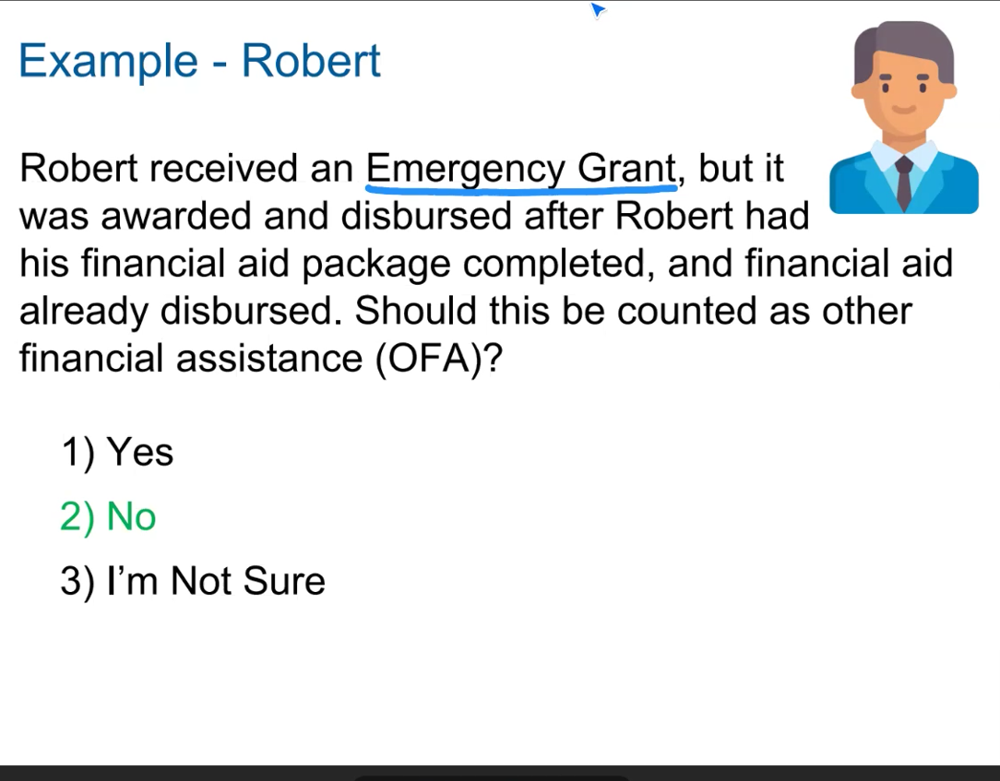 Example - Robert
Robert received an Emergency Grant, but it
was awarded and disbursed after Robert had
his financial aid package completed, and financial aid
already disbursed. Should this be counted as other
financial assistance (OFA)?
1) Yes
2) No
3) I’m Not Sure